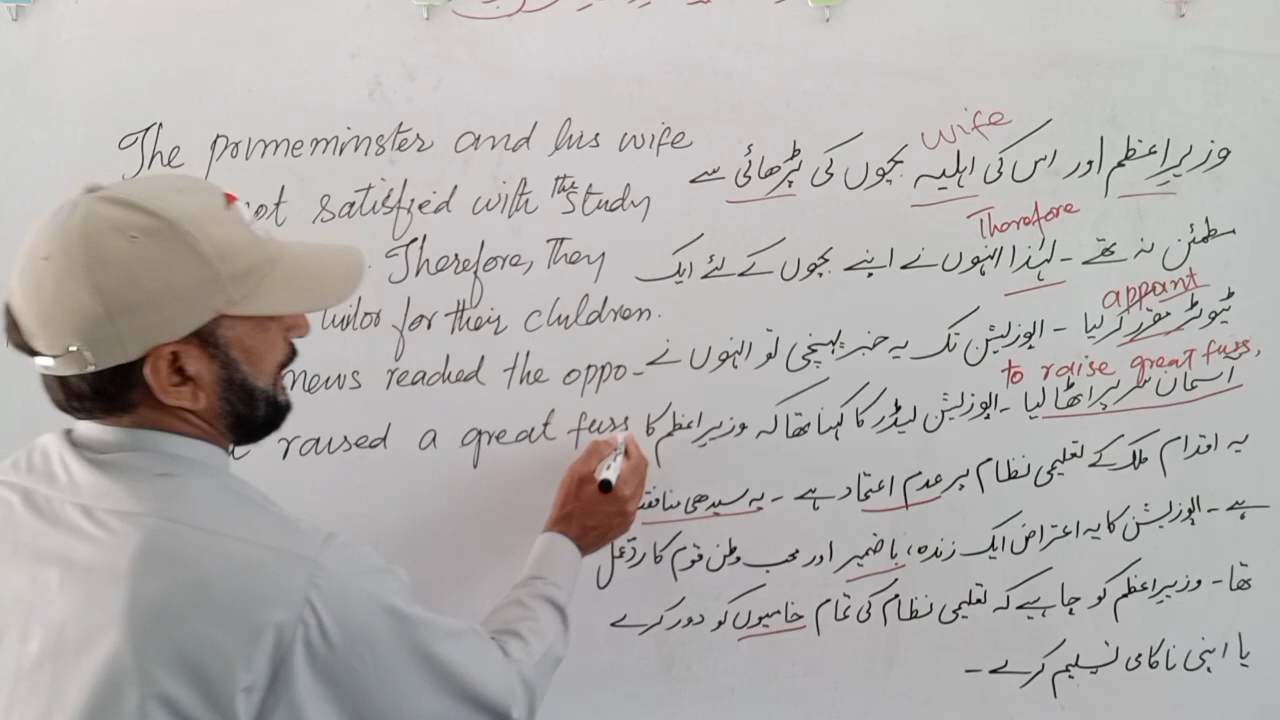 The primeminster and his wife
not satisfied with the study
. Therefore, they
tutor for their children.
news reached the oppo-
raised a great fuss
wife
وزیرِاعظم اور اس کی اہلیہ بچوں کی پڑھائی سے
Therefore
مطمئن نہ تھے ۔ لہٰذا انہوں نے اپنے بچوں کے لئے ایک
appoint
ٹیوٹر مقرر کر لیا ۔ اپوزیشن تک یہ خبر پہنچی تو انہوں نے
to raise great fuss.
آسمان سر پر اٹھا لیا ۔ اپوزیشن لیڈر کا کہنا تھا کہ وزیرِاعظم کا
یہ اقدام ملک کے تعلیمی نظام پر عدم اعتماد ہے ۔ یہ سیدھی منافقت
ہے ۔ اپوزیشن کا یہ اعتراض ایک زندہ، باضمیر اور محب وطن قوم کا ردِعمل
تھا ۔ وزیرِاعظم کو چاہیے کہ تعلیمی نظام کی تمام خامیوں کو دور کرے
یا اپنی ناکامی تسلیم کرے ۔